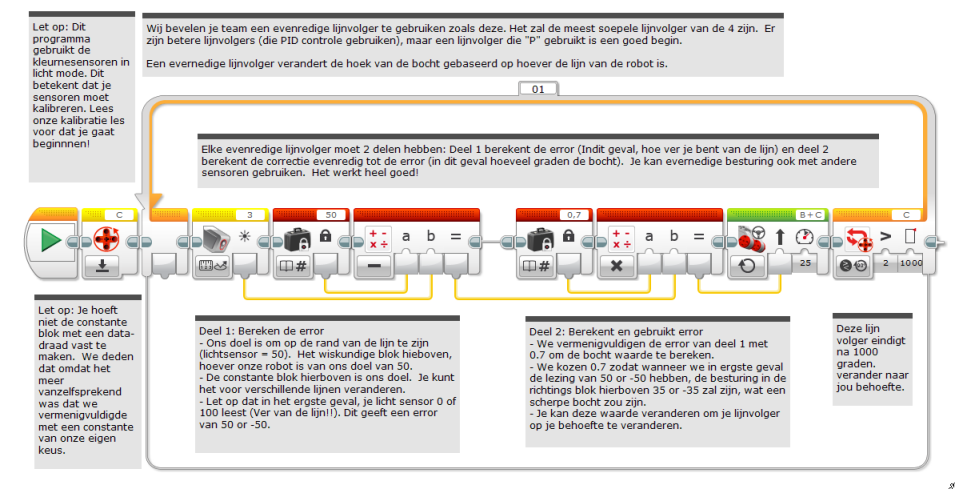 Let op: Dit
programma
gebruikt de
kleurnesensoren in
licht mode. Dit
betekent dat je
sensoren moet
kalibreren. Lees
onze kalibratie les
voor dat je gaat
beginnnen!
Wij bevelen je team een evenredige lijnvolger te gebruiken zoals deze. Het zal de meest soepele lijnvolger van de 4 zijn. Er
zijn betere lijnvolgers (die PID controle gebruiken), maar een lijnvolger die "P" gebruikt is een goed begin.
Een evernedige lijnvolger verandert de hoek van de bocht gebaseerd op hoever de lijn van de robot is.
01
Elke evenredige lijnvolger moet 2 delen hebben: Deel 1 berekent de error (Indit geval, hoe ver je bent van de lijn) en deel 2
berekent de correctie evenredig tot de error (in dit geval hoeveel graden de bocht). Je kan evernedige besturing ook met andere
sensoren gebruiken. Het werkt heel goed!
C
3
50
0,7
B+C
C
+ -
x ÷
a b =
+ -
x ÷
a b =
>
#
#
25
2
1000
Let op: Je hoeft
niet de constante
blok met een data-
draad vast te
maken. We deden
dat omdat het
meer
vanzelfsprekend
was dat we
vermenigvuldigde
met een constante
van onze eigen
keus.
Deel 1: Bereken de error
- Ons doel is om op de rand van de lijn te zijn
(lichtsensor = 50). Het wiskundige blok hieboven,
hoever onze robot is van ons doel van 50.
- De constante blok hierboven is ons doel. Je kunt
het voor verschillende lijnen veranderen.
- Let op dat in het ergste geval, je licht sensor 0 of
100 leest (Ver van de lijn!!). Dit geeft een error
van 50 or -50.
Deel 2: Berekent en gebruikt error
- We vermenigvuldigen de error van deel 1 met
0.7 om de bocht waarde te bereken.
- We kozen 0.7 zodat wanneer we in ergste geval
de lezing van 50 or -50 hebben, de besturing in de
richtings blok hierboven 35 or -35 zal zijn, wat een
scherpe bocht zou zijn.
- Je kan deze waarde veranderen om je lijnvolger
op je behoefte te veranderen.
Deze lijn
volger eindigt
na 1000
graden.
verander naar
jou behoefte.